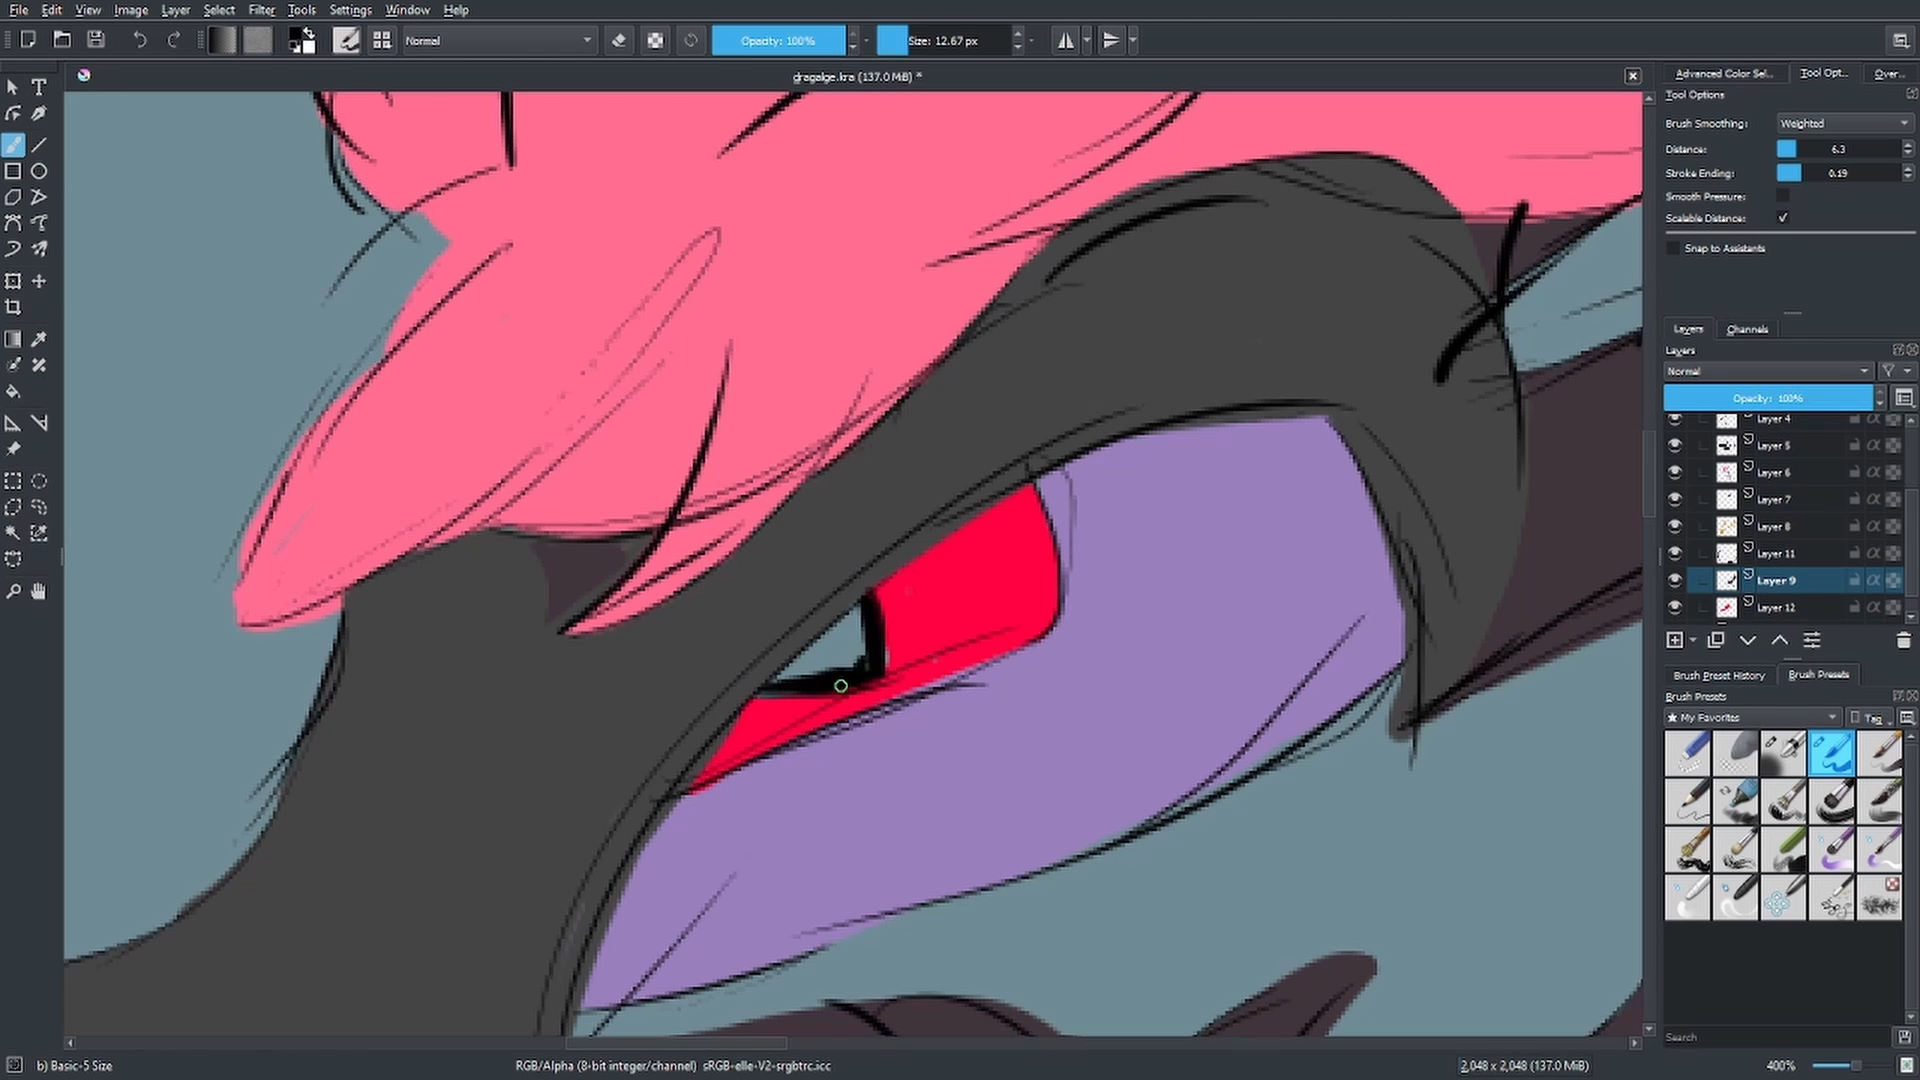 File Edit View Image Layer Select Filter Tools Settings Window Help
Normal Opacity: 100% Size: 12.67 px
dragalge.kra (137.0 MiB) *
Advanced Color Sel... Tool Opt... Over...
Tool Options
Brush Smoothing: Weighted
Distance: 6.3
Stroke Ending: 0.19
Smooth Pressure:
Scalable Distance: ✓
Snap to Assistants
Layers Channels
Layers
Normal
Opacity: 100%
Layer 4
Layer 5
Layer 6
Layer 7
Layer 8
Layer 11
Layer 9
Layer 12
Brush Preset History Brush Presets
Brush Presets
★ My Favorites Tag
Search
b) Basic-5 Size RGB/Alpha (8-bit integer/channel) sRGB-elle-V2-srgbtrc.icc 2,048 x 2,048 (137.0 MiB) 400%